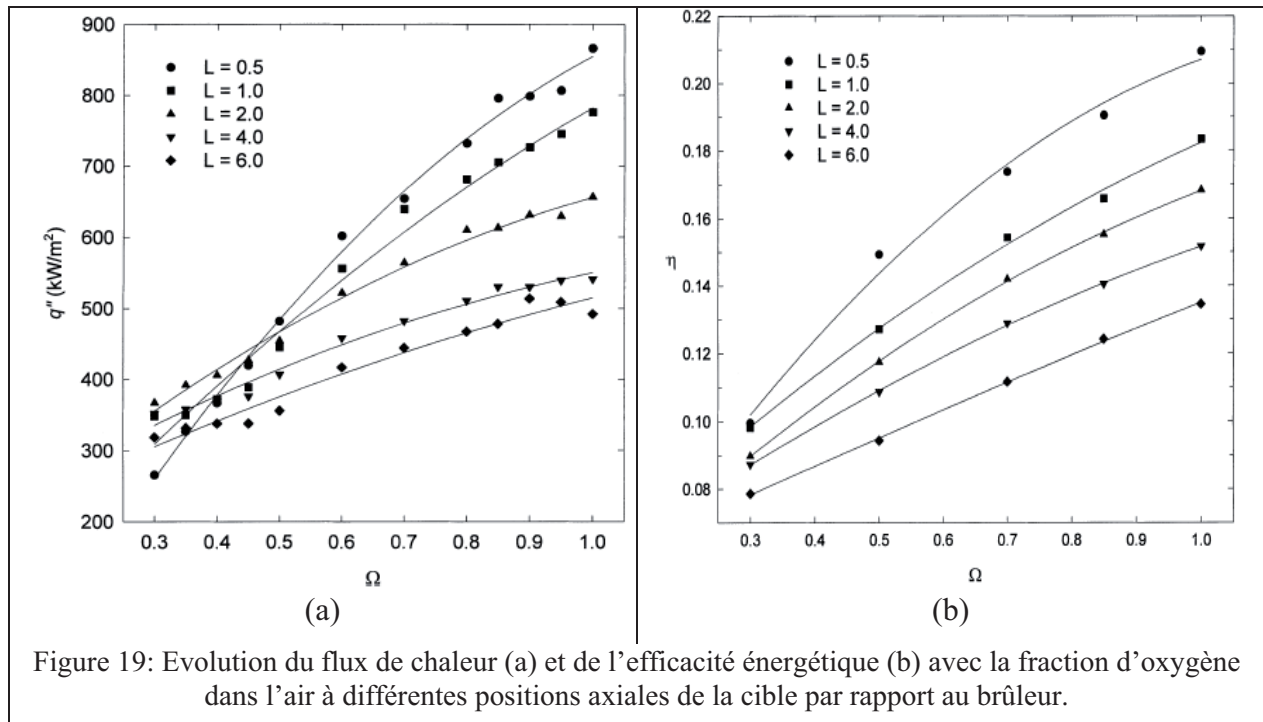 900
800
700
600
500
400
300
200
q" (kW/m²)
● L = 0.5
■ L = 1.0
▲ L = 2.0
▼ L = 4.0
◆ L = 6.0
0.3 0.4 0.5 0.6 0.7 0.8 0.9 1.0
Ω
(a)
0.22
0.20
0.18
0.16
0.14
0.12
0.10
0.08
η
● L = 0.5
■ L = 1.0
▲ L = 2.0
▼ L = 4.0
◆ L = 6.0
0.3 0.4 0.5 0.6 0.7 0.8 0.9 1.0
Ω
(b)
Figure 19: Evolution du flux de chaleur (a) et de l’efficacité énergétique (b) avec la fraction d’oxygène
dans l’air à différentes positions axiales de la cible par rapport au brûleur.